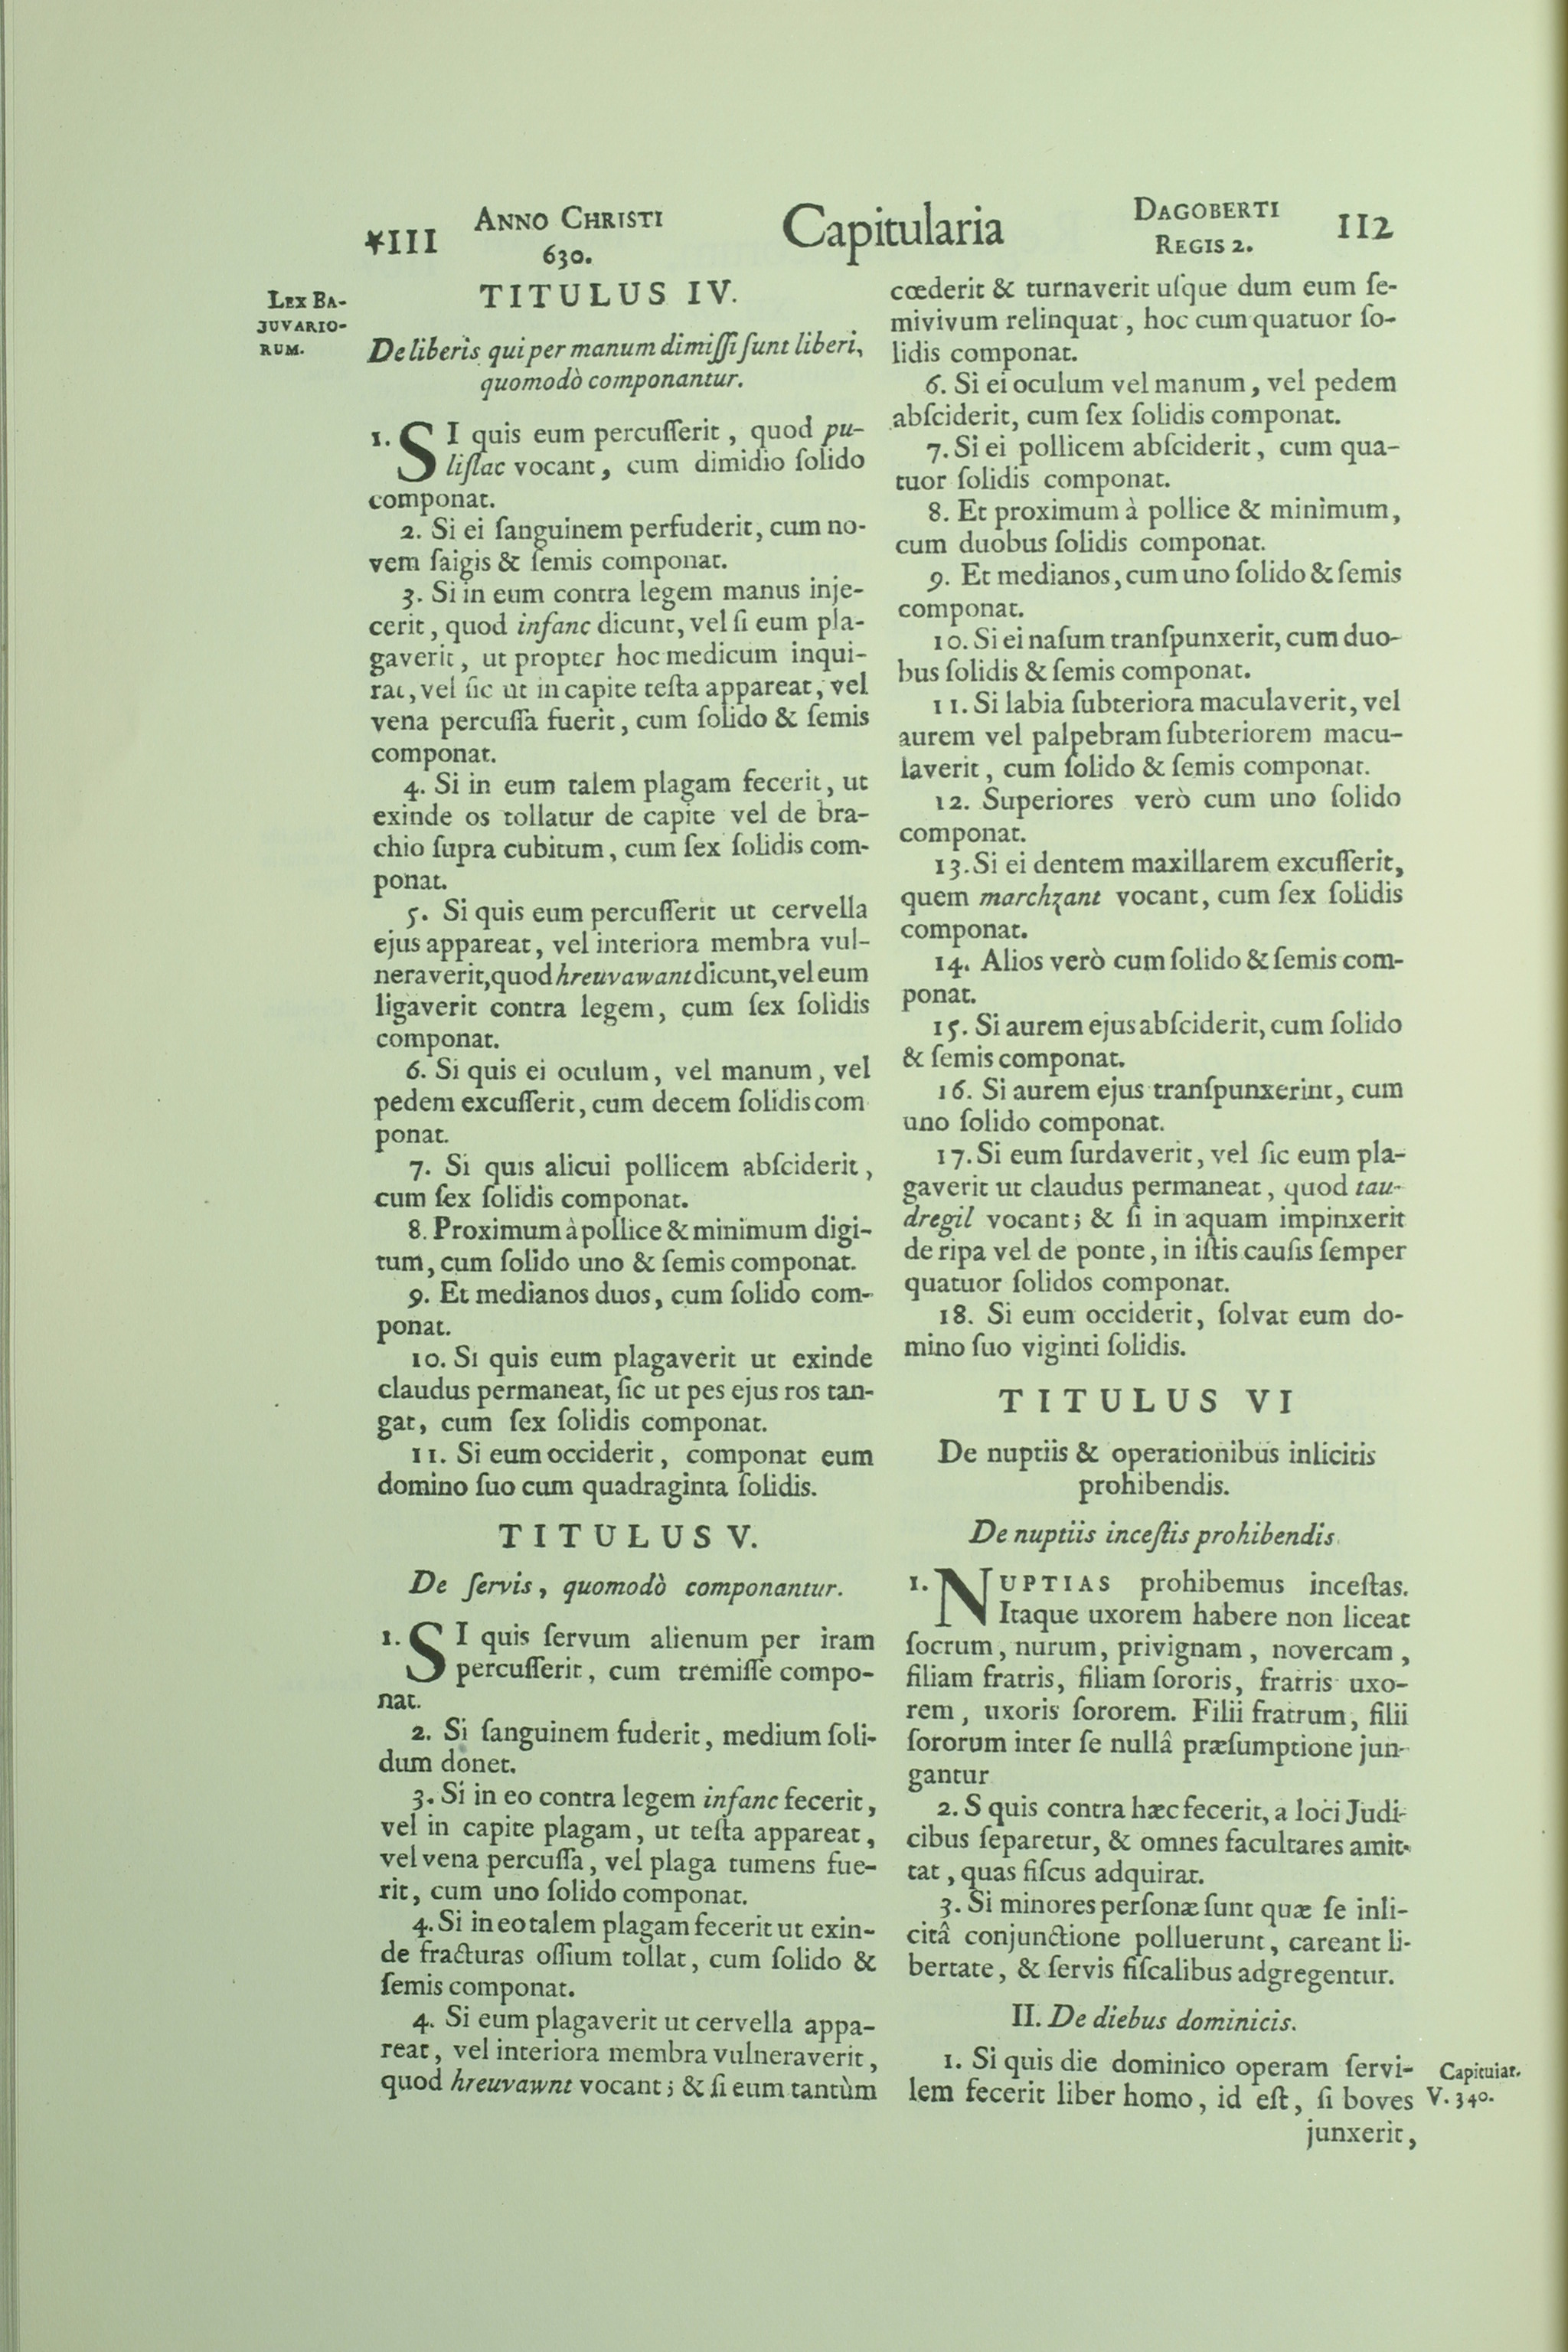 *III
ANNO CHRISTI
630.
Capitularia
DAGOBERTI
REGIS 2.
112
LEX BA-
JUVARIO-
RUM.
TITULUS IV.
De liberis qui per manum dimiſſi ſunt liberi,
quomodò componantur.
1. SI quis eum percuſſerit, quod pu-
liſlac vocant, cum dimidio ſolido
componat.
2. Si ei ſanguinem perfuderit, cum no-
vem ſaigis & ſemis componat.
3. Si in eum contra legem manus inje-
cerit, quod infanc dicunt, vel ſi eum pla-
gaverit, ut propter hoc medicum inqui-
rat, vel ſic ut in capite teſta appareat, vel
vena percuſſa fuerit, cum ſolido & ſemis
componat.
4. Si in eum talem plagam fecerit, ut
exinde os tollatur de capite vel de bra-
chio ſupra cubitum, cum ſex ſolidis com-
ponat.
5. Si quis eum percuſſerit ut cervella
ejus appareat, vel interiora membra vul-
neraverit, quod hreuvawant dicunt, vel eum
ligaverit contra legem, cum ſex ſolidis
componat.
6. Si quis ei oculum, vel manum, vel
pedem excuſſerit, cum decem ſolidis com
ponat.
7. Si quis alicui pollicem abſciderit,
cum ſex ſolidis componat.
8. Proximum à pollice & minimum digi-
tum, cum ſolido uno & ſemis componat.
9. Et medianos duos, cum ſolido com-
ponat.
10. Si quis eum plagaverit ut exinde
claudus permaneat, ſic ut pes ejus ros tan-
gat, cum ſex ſolidis componat.
11. Si eum occiderit, componat eum
domino ſuo cum quadraginta ſolidis.
TITULUS V.
De ſervis, quomodò componantur.
1. SI quis ſervum alienum per iram
percuſſerit, cum tremiſſe compo-
nat.
2. Si ſanguinem fuderit, medium ſoli-
dum donet.
3. Si in eo contra legem infanc fecerit,
vel in capite plagam, ut teſta appareat,
vel vena percuſſa, vel plaga tumens fue-
rit, cum uno ſolido componat.
4. Si in eo talem plagam fecerit ut exin-
de fracturas oſſium tollat, cum ſolido &
ſemis componat.
4. Si eum plagaverit ut cervella appa-
reat, vel interiora membra vulneraverit,
quod hreuvawnt vocant; & ſi eum tantùm
cœderit & turnaverit uſque dum eum ſe-
mivivum relinquat, hoc cum quatuor ſo-
lidis componat.
6. Si ei oculum vel manum, vel pedem
abſciderit, cum ſex ſolidis componat.
7. Si ei pollicem abſciderit, cum qua-
tuor ſolidis componat.
8. Et proximum à pollice & minimum,
cum duobus ſolidis componat.
9. Et medianos, cum uno ſolido & ſemis
componat.
10. Si ei naſum tranſpunxerit, cum duo-
bus ſolidis & ſemis componat.
11. Si labia ſubteriora maculaverit, vel
aurem vel palpebram ſubteriorem macu-
laverit, cum ſolido & ſemis componat.
12. Superiores verò cum uno ſolido
componat.
13. Si ei dentem maxillarem excuſſerit,
quem marchzant vocant, cum ſex ſolidis
componat.
14. Alios verò cum ſolido & ſemis com-
ponat.
15. Si aurem ejus abſciderit, cum ſolido
& ſemis componat.
16. Si aurem ejus tranſpunxerint, cum
uno ſolido componat.
17. Si eum ſurdaverit, vel ſic eum pla-
gaverit ut claudus permaneat, quod tau-
dregil vocant; & ſi in aquam impinxerit
de ripa vel de ponte, in iſtis cauſis ſemper
quatuor ſolidos componat.
18. Si eum occiderit, ſolvat eum do-
mino ſuo viginti ſolidis.
TITULUS VI
De nuptiis & operationibus inlicitis
prohibendis.
De nuptiis inceſtis prohibendis.
1. NUPTIAS prohibemus inceſtas.
Itaque uxorem habere non liceat
ſocrum, nurum, privignam, novercam,
filiam fratris, filiam ſororis, fratris uxo-
rem, uxoris ſororem. Filii fratrum, filii
ſororum inter ſe nullâ præſumptione jun-
gantur
2. S quis contra hæc fecerit, a loci Judi-
cibus ſeparetur, & omnes facultares amit-
tat, quas fiſcus adquirat.
3. Si minores perſonæ ſunt quæ ſe inli-
citâ conjunctione polluerunt, careant li-
bertate, & ſervis fiſcalibus adgregentur.
II. De diebus dominicis.
1. Si quis die dominico operam ſervi-
lem fecerit liber homo, id eſt, ſi boves
junxerit,
Capitular.
V. 340.